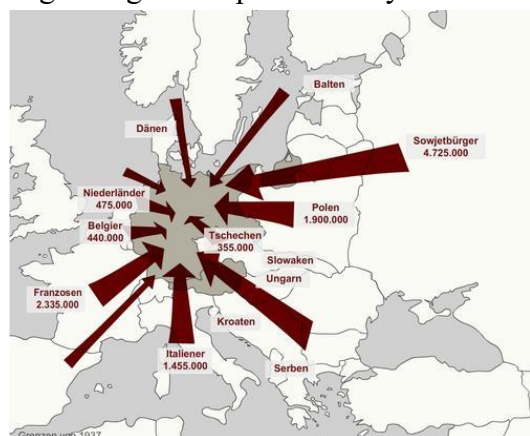 Balten
Dänen
Sowjetbürger
4.725.000
Niederländer
475.000
Polen
1.900.000
Belgier
440.000
Tschechen
355.000
Slowaken
Ungarn
Franzosen
2.335.000
Kroaten
Italiener
1.455.000
Serben
Grenzen von 1937